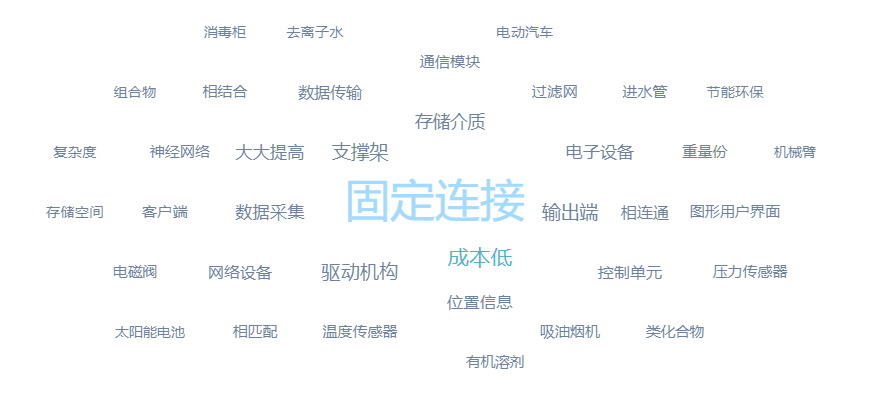 消毒柜 去离子水 电动汽车
通信模块
组合物 相结合 数据传输 过滤网 进水管 节能环保
存储介质
复杂度 神经网络 大大提高 支撑架 电子设备 重量份 机械臂
固定连接
存储空间 客户端 数据采集 输出端 相连通 图形用户界面
成本低
电磁阀 网络设备 驱动机构 控制单元 压力传感器
位置信息
太阳能电池 相匹配 温度传感器 吸油烟机 类化合物
有机溶剂